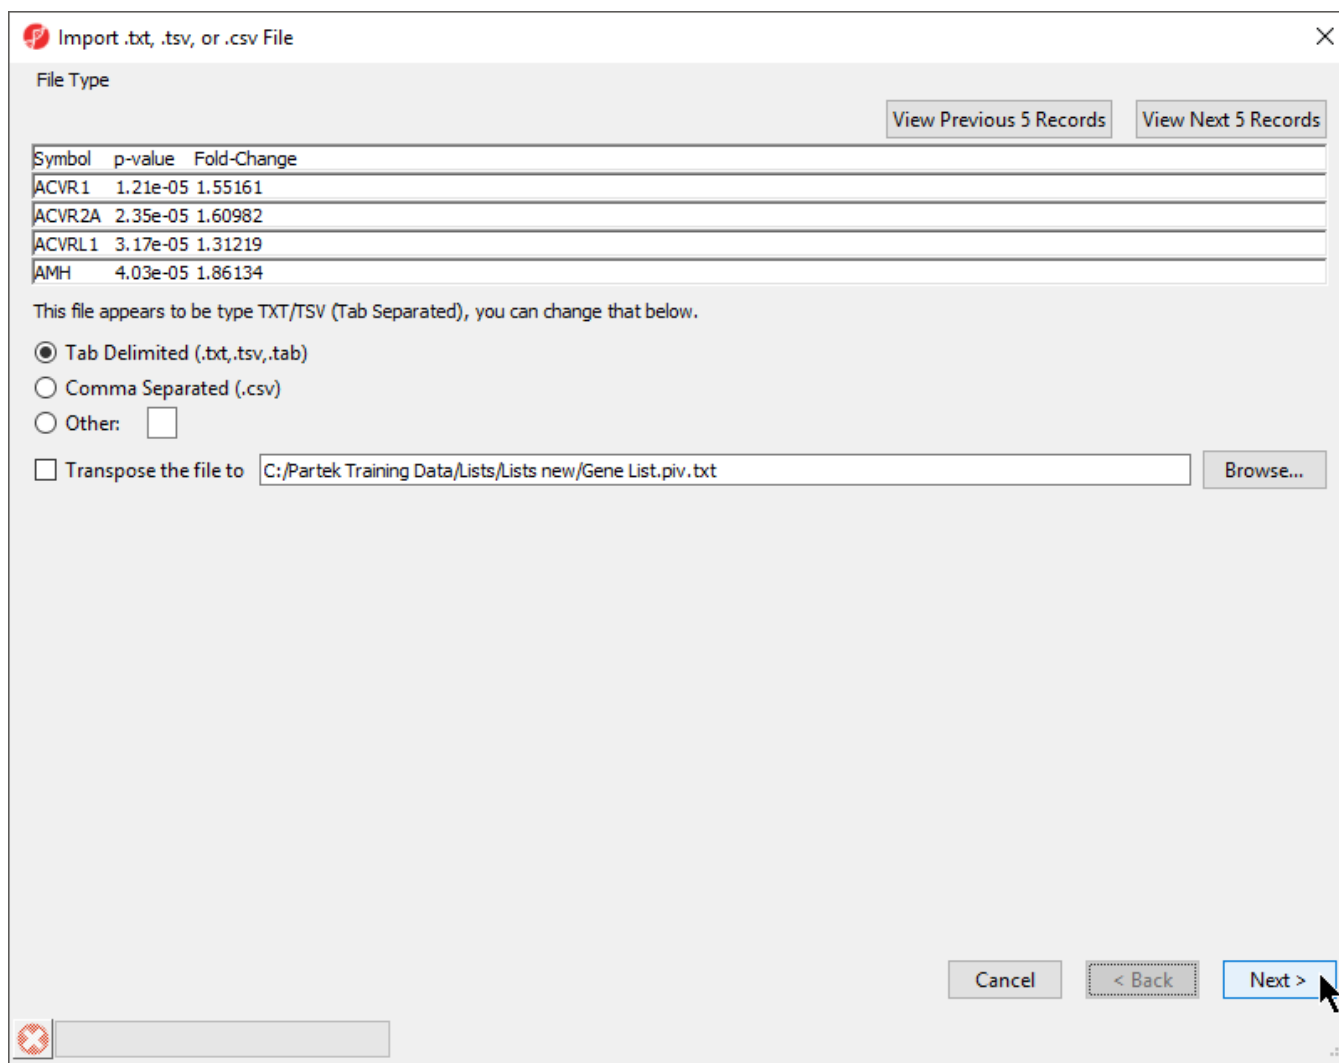 Import .txt, .tsv, or .csv File
File Type
View Previous 5 Records View Next 5 Records
Symbol p-value Fold-Change
ACVR1 1.21e-05 1.55161
ACVR2A 2.35e-05 1.60982
ACVRL1 3.17e-05 1.31219
AMH 4.03e-05 1.86134
This file appears to be type TXT/TSV (Tab Separated), you can change that below.
Tab Delimited (.txt,.tsv,.tab)
Comma Separated (.csv)
Other:
Transpose the file to C:/Partek Training Data/Lists/Lists new/Gene List.piv.txt Browse...
Cancel < Back Next >